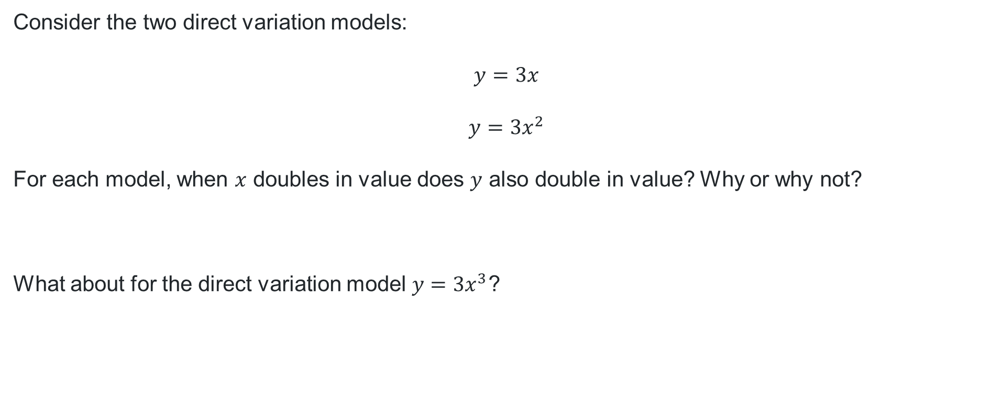 Consider the two direct variation models:
y = 3x
y = 3x²
For each model, when x doubles in value does y also double in value? Why or why not?
What about for the direct variation model y = 3x³?